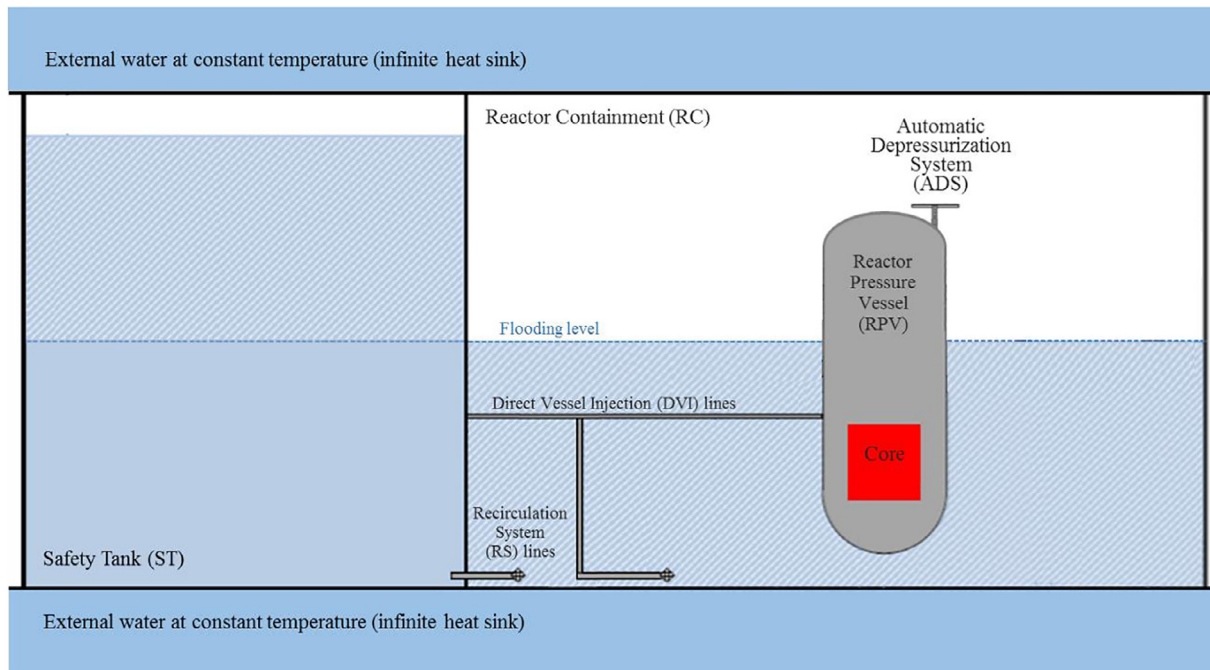 External water at constant temperature (infinite heat sink)
Reactor Containment (RC)
Automatic
Depressurization
System
(ADS)
Reactor
Pressure
Vessel
(RPV)
Flooding level
Direct Vessel Injection (DVI) lines
Core
Recirculation
System
(RS) lines
Safety Tank (ST)
External water at constant temperature (infinite heat sink)